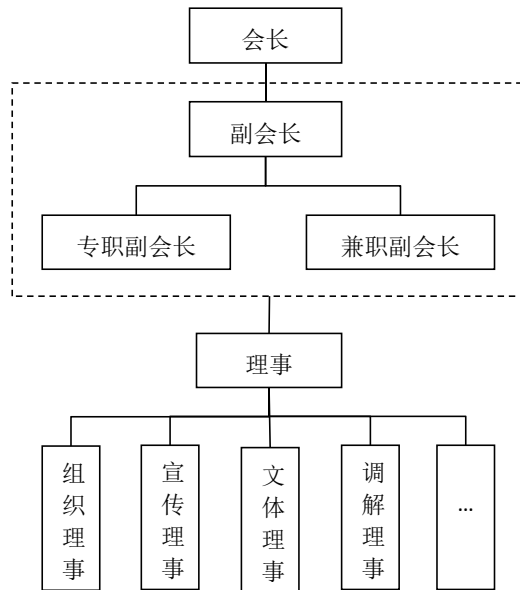 会长
副会长
专职副会长
兼职副会长
理事
组织理事
宣传理事
文体理事
调解理事
...